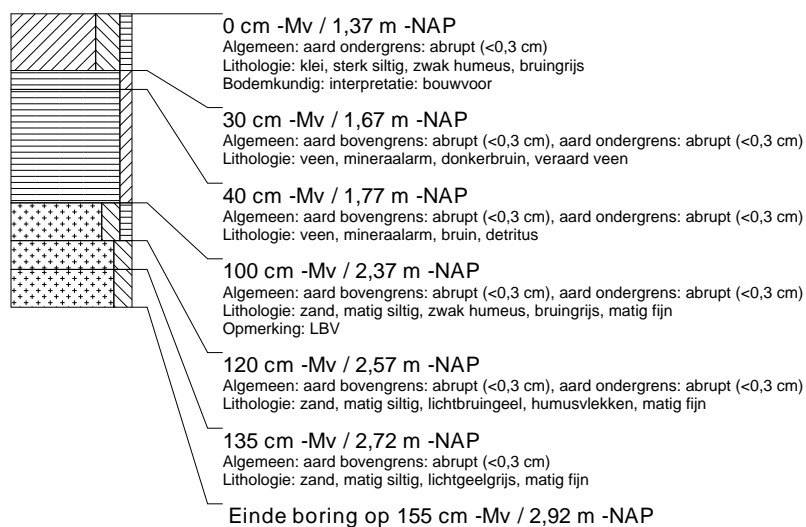 0 cm -Mv / 1,37 m -NAP
Algemeen: aard ondergrens: abrupt (<0,3 cm)
Lithologie: klei, sterk siltig, zwak humeus, bruingrijs
Bodemkundig: interpretatie: bouwvoor
30 cm -Mv / 1,67 m -NAP
Algemeen: aard bovengrens: abrupt (<0,3 cm), aard ondergrens: abrupt (<0,3 cm)
Lithologie: veen, mineraalarm, donkerbruin, veraard veen
40 cm -Mv / 1,77 m -NAP
Algemeen: aard bovengrens: abrupt (<0,3 cm), aard ondergrens: abrupt (<0,3 cm)
Lithologie: veen, mineraalarm, bruin, detritus
100 cm -Mv / 2,37 m -NAP
Algemeen: aard bovengrens: abrupt (<0,3 cm), aard ondergrens: abrupt (<0,3 cm)
Lithologie: zand, matig siltig, zwak humeus, bruingrijs, matig fijn
Opmerking: LBV
120 cm -Mv / 2,57 m -NAP
Algemeen: aard bovengrens: abrupt (<0,3 cm), aard ondergrens: abrupt (<0,3 cm)
Lithologie: zand, matig siltig, lichtbruingeel, humusvlekken, matig fijn
135 cm -Mv / 2,72 m -NAP
Algemeen: aard bovengrens: abrupt (<0,3 cm)
Lithologie: zand, matig siltig, lichtgeelgrijs, matig fijn
Einde boring op 155 cm -Mv / 2,92 m -NAP